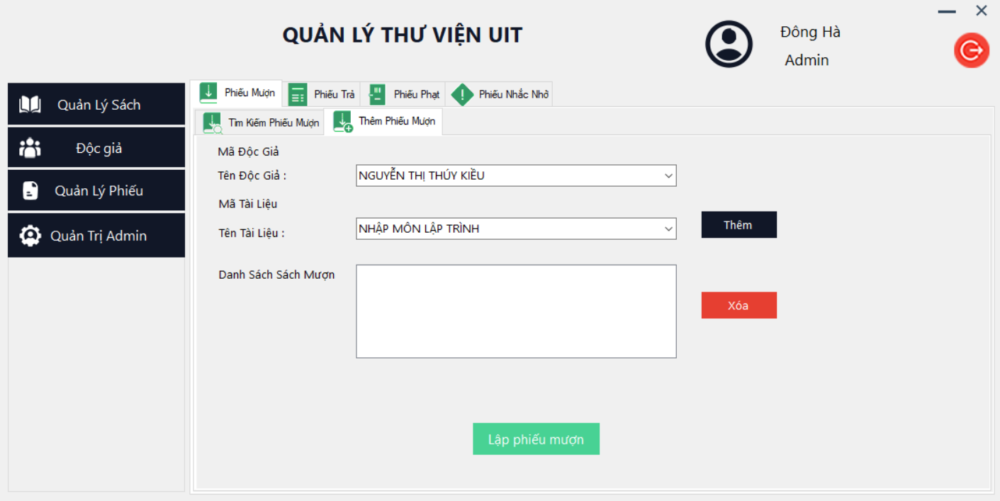 QUẢN LÝ THƯ VIỆN UIT
Đông Hà
Admin
Quản Lý Sách
Độc giả
Quản Lý Phiếu
Quản Trị Admin
Phiếu Mượn Phiếu Trả Phiếu Phạt Phiếu Nhắc Nhở
Tìm Kiếm Phiếu Mượn Thêm Phiếu Mượn
Mã Độc Giả
Tên Độc Giả : NGUYỄN THỊ THÚY KIỀU
Mã Tài Liệu
Tên Tài Liệu : NHẬP MÔN LẬP TRÌNH Thêm
Danh Sách Sách Mượn
Xóa
Lập phiếu mượn